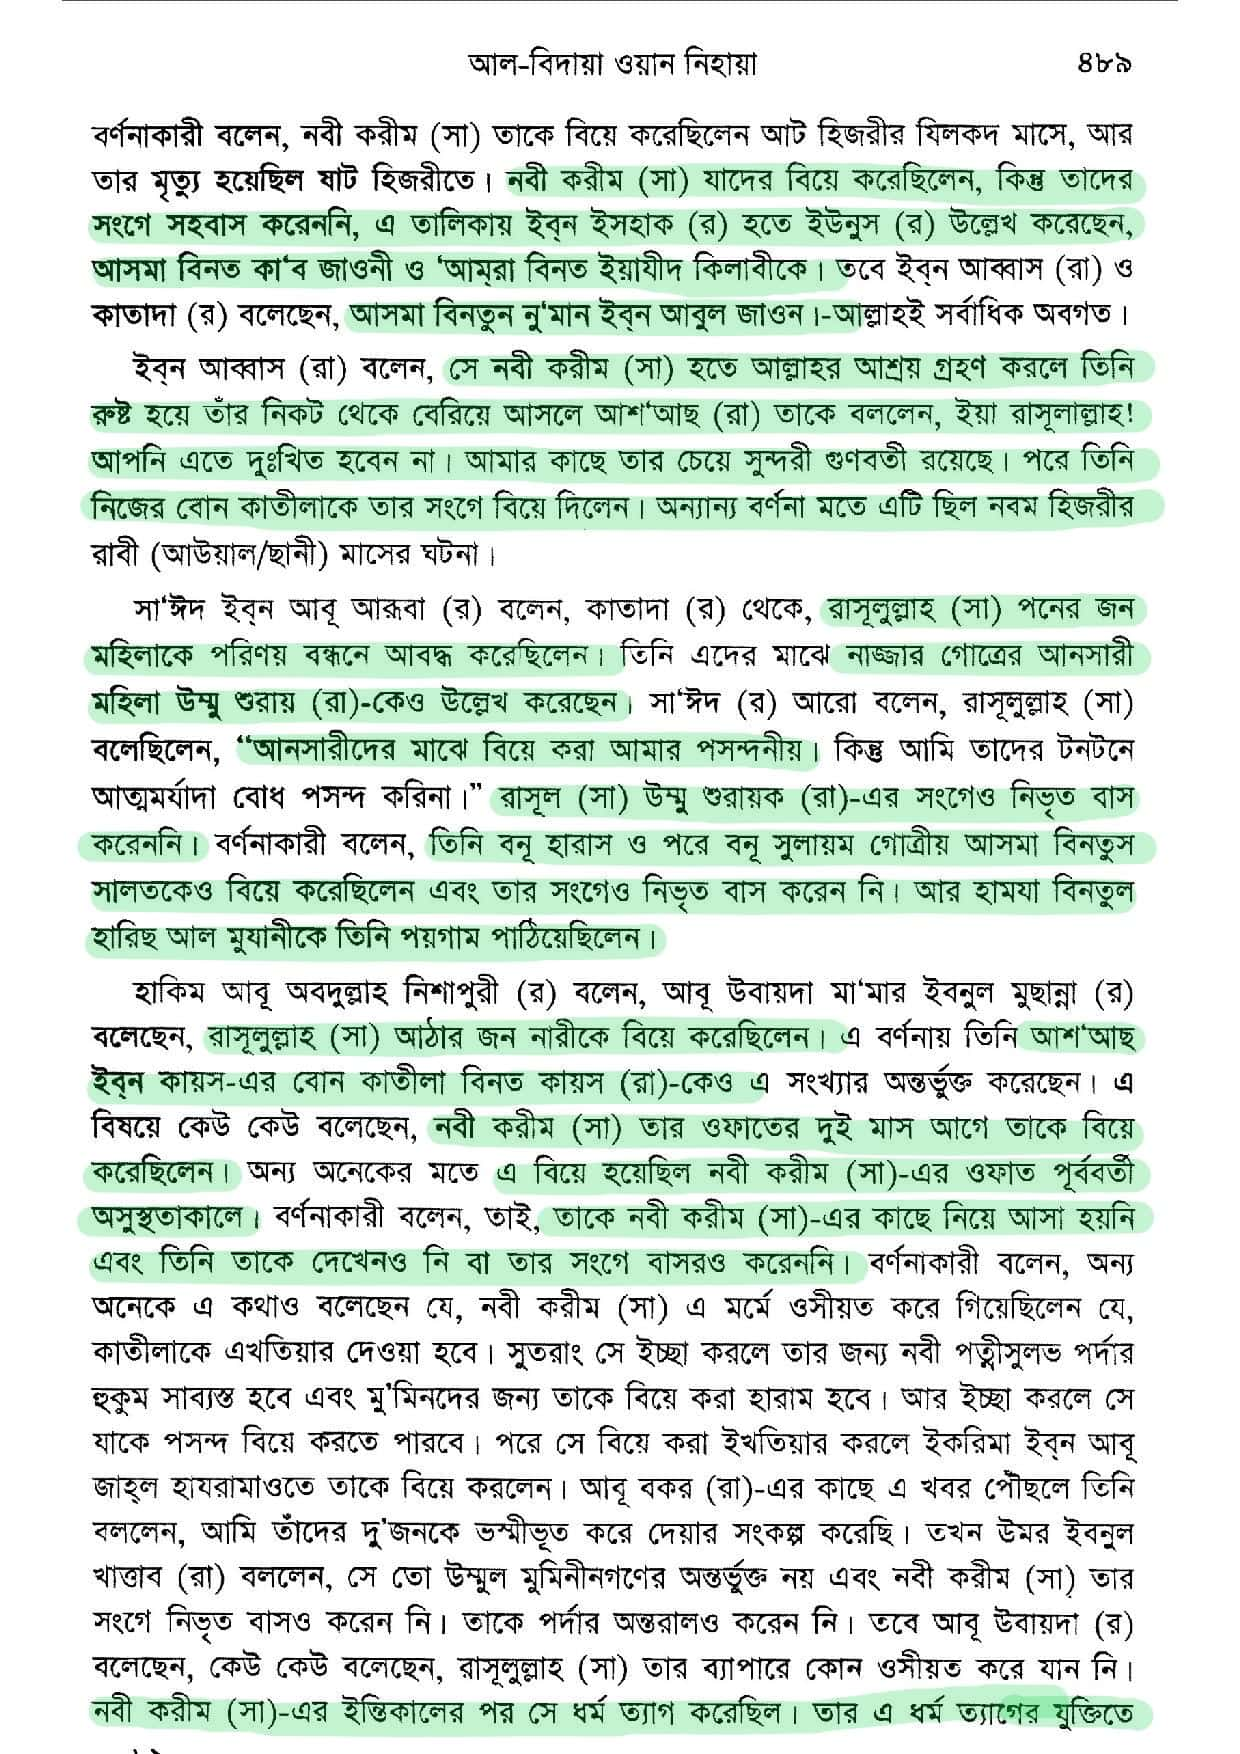 আল-বিদায়া ওয়ান নিহায়া ৪৮৯
বর্ণনাকারী বলেন, নবী করীম (সা) তাকে বিয়ে করেছিলেন আট হিজরীর যিলকদ মাসে, আর
তার মৃত্যু হয়েছিল ষাট হিজরীতে। নবী করীম (সা) যাদের বিয়ে করেছিলেন, কিন্তু তাদের
সংগে সহবাস করেননি, এ তালিকায় ইব্‌ন ইসহাক (র) হতে ইউনুস (র) উল্লেখ করেছেন,
আসমা বিনত কা‘ব জাওনী ও ‘আম্‌রা বিনত ইয়াযীদ কিলাবীকে। তবে ইব্‌ন আব্বাস (রা) ও
কাতাদা (র) বলেছেন, আসমা বিনতুন নু‘মান ইব্‌ন আবুল জাওন।-আল্লাহই সর্বাধিক অবগত।
ইব্‌ন আব্বাস (রা) বলেন, সে নবী করীম (সা) হতে আল্লাহর আশ্রয় গ্রহণ করলে তিনি
রুষ্ট হয়ে তাঁর নিকট থেকে বেরিয়ে আসলে আশ‘আছ (রা) তাকে বললেন, ইয়া রাসূলাল্লাহ!
আপনি এতে দুঃখিত হবেন না। আমার কাছে তার চেয়ে সুন্দরী গুণবতী রয়েছে। পরে তিনি
নিজের বোন কাতীলাকে তার সংগে বিয়ে দিলেন। অন্যান্য বর্ণনা মতে এটি ছিল নবম হিজরীর
রাবী (আউয়াল/ছানী) মাসের ঘটনা।
সা‘ঈদ ইব্‌ন আবূ আরূবা (র) বলেন, কাতাদা (র) থেকে, রাসূলুল্লাহ (সা) পনের জন
মহিলাকে পরিণয় বন্ধনে আবদ্ধ করেছিলেন। তিনি এদের মাঝে নাজ্জার গোত্রের আনসারী
মহিলা উম্মু শুরায় (রা)-কেও উল্লেখ করেছেন। সা‘ঈদ (র) আরো বলেন, রাসূলুল্লাহ (সা)
বলেছিলেন, “আনসারীদের মাঝে বিয়ে করা আমার পসন্দনীয়। কিন্তু আমি তাদের টনটনে
আত্মমর্যাদা বোধ পসন্দ করিনা।” রাসূল (সা) উম্মু শুরায়ক (রা)-এর সংগেও নিভৃত বাস
করেননি। বর্ণনাকারী বলেন, তিনি বনূ হারাস ও পরে বনূ সুলায়ম গোত্রীয় আসমা বিনতুস
সালতকেও বিয়ে করেছিলেন এবং তার সংগেও নিভৃত বাস করেন নি। আর হামযা বিনতুল
হারিছ আল মুযানীকে তিনি পয়গাম পাঠিয়েছিলেন।
হাকিম আবূ অবদুল্লাহ নিশাপুরী (র) বলেন, আবূ উবায়দা মা‘মার ইবনুল মুছান্না (র)
বলেছেন, রাসূলুল্লাহ (সা) আঠার জন নারীকে বিয়ে করেছিলেন। এ বর্ণনায় তিনি আশ‘আছ
ইব্‌ন কায়স-এর বোন কাতীলা বিনত কায়স (রা)-কেও এ সংখ্যার অন্তর্ভুক্ত করেছেন। এ
বিষয়ে কেউ কেউ বলেছেন, নবী করীম (সা) তার ওফাতের দুই মাস আগে তাকে বিয়ে
করেছিলেন। অন্য অনেকের মতে এ বিয়ে হয়েছিল নবী করীম (সা)-এর ওফাত পূর্ববর্তী
অসুস্থতাকালে। বর্ণনাকারী বলেন, তাই, তাকে নবী করীম (সা)-এর কাছে নিয়ে আসা হয়নি
এবং তিনি তাকে দেখেনও নি বা তার সংগে বাসরও করেননি। বর্ণনাকারী বলেন, অন্য
অনেকে এ কথাও বলেছেন যে, নবী করীম (সা) এ মর্মে ওসীয়ত করে গিয়েছিলেন যে,
কাতীলাকে এখতিয়ার দেওয়া হবে। সুতরাং সে ইচ্ছা করলে তার জন্য নবী পত্নীসুলভ পর্দার
হুকুম সাব্যস্ত হবে এবং মু’মিনদের জন্য তাকে বিয়ে করা হারাম হবে। আর ইচ্ছা করলে সে
যাকে পসন্দ বিয়ে করতে পারবে। পরে সে বিয়ে করা ইখতিয়ার করলে ইকরিমা ইব্‌ন আবূ
জাহ্‌ল হাযরামাওতে তাকে বিয়ে করলেন। আবূ বকর (রা)-এর কাছে এ খবর পৌঁছলে তিনি
বললেন, আমি তাঁদের দু’জনকে ভস্মীভূত করে দেয়ার সংকল্প করেছি। তখন উমর ইবনুল
খাত্তাব (রা) বললেন, সে তো উম্মুল মুমিনীনগণের অন্তর্ভুক্ত নয় এবং নবী করীম (সা) তার
সংগে নিভৃত বাসও করেন নি। তাকে পর্দার অন্তরালও করেন নি। তবে আবূ উবায়দা (র)
বলেছেন, কেউ কেউ বলেছেন, রাসূলুল্লাহ (সা) তার ব্যাপারে কোন ওসীয়ত করে যান নি।
নবী করীম (সা)-এর ইন্তিকালের পর সে ধর্ম ত্যাগ করেছিল। তার এ ধর্ম ত্যাগের যুক্তিতে